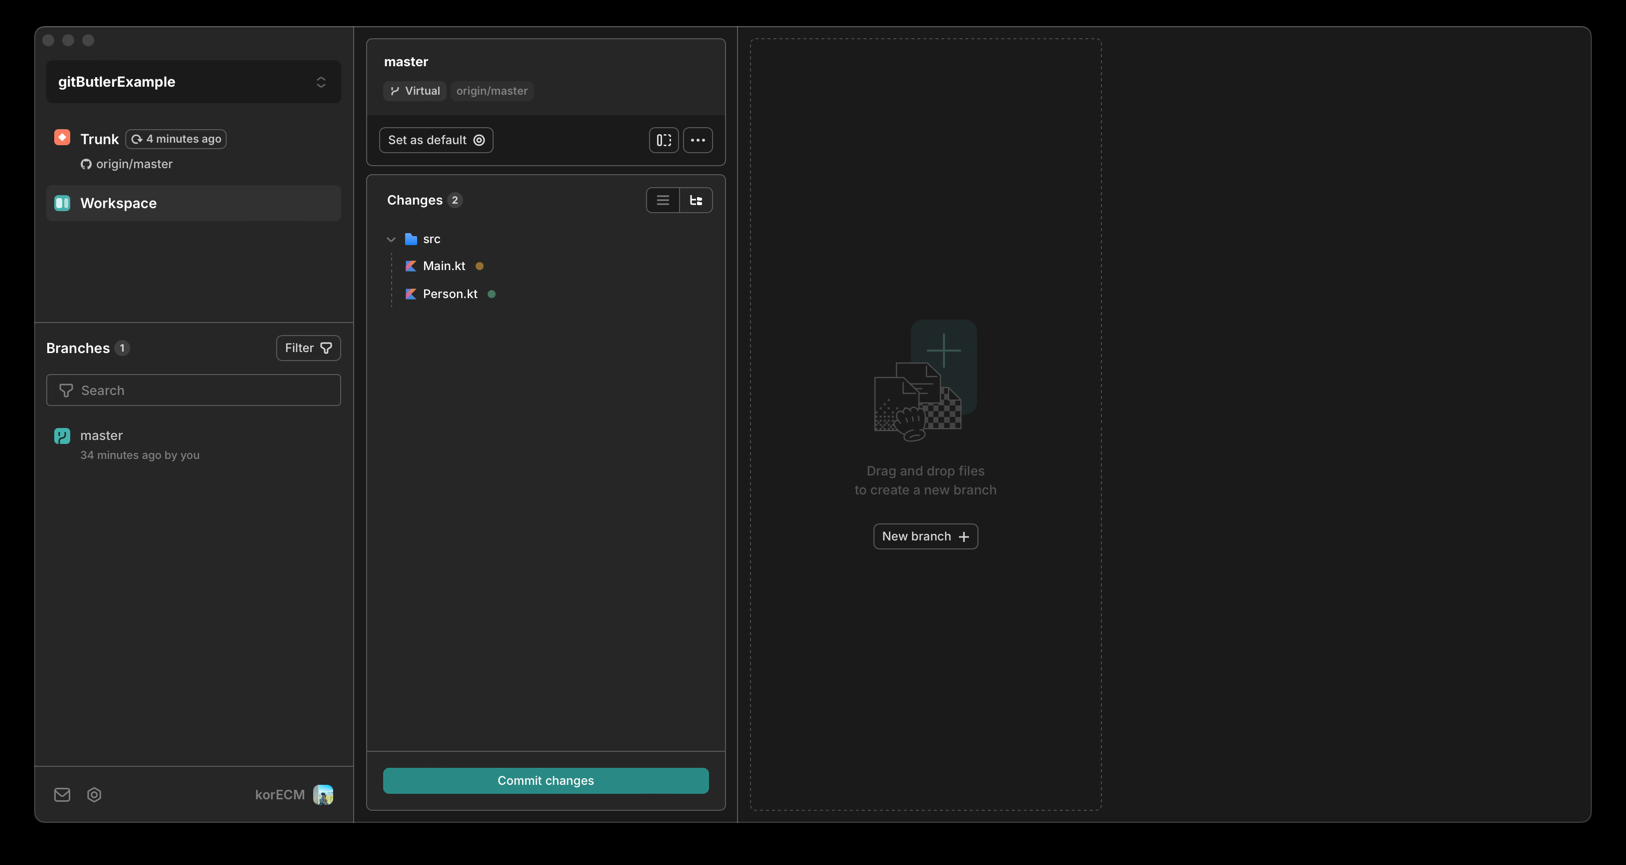 gitButlerExample
Trunk 4 minutes ago
origin/master
Workspace
Branches 1
Filter
Search
master
34 minutes ago by you
korECM
master
Virtual origin/master
Set as default
Changes 2
src
Main.kt
Person.kt
Commit changes
Drag and drop files
to create a new branch
New branch